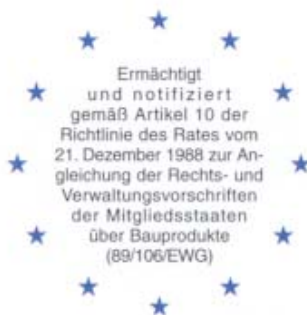 Ermächtigt
und notifiziert
gemäß Artikel 10 der
Richtlinie des Rates vom
21. Dezember 1988 zur An-
gleichung der Rechts- und
Verwaltungsvorschriften
der Mitgliedsstaaten
über Bauprodukte
(89/106/EWG)